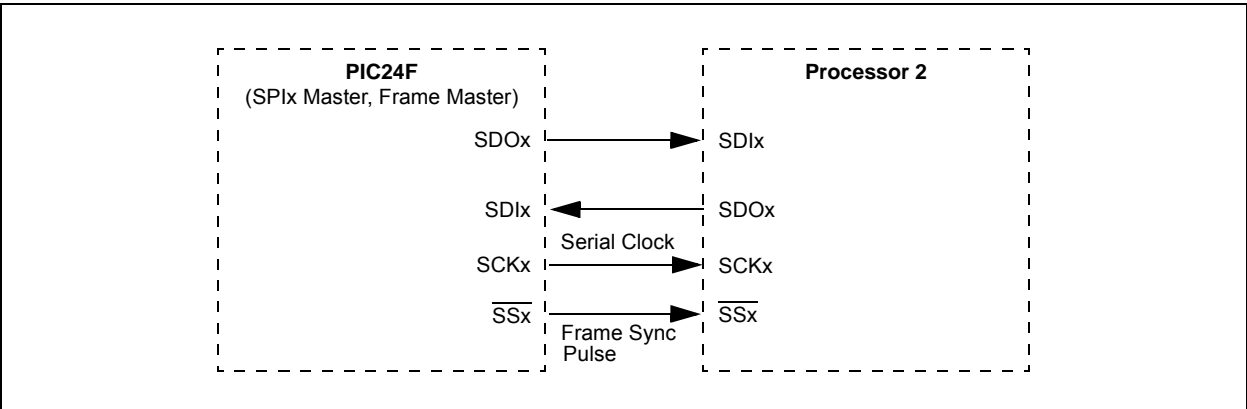 PIC24F
(SPIx Master, Frame Master)
Processor 2
SDOx
SDIx
SDIx
SDOx
Serial Clock
SCKx
SCKx
SSx
SSx
Frame Sync
Pulse